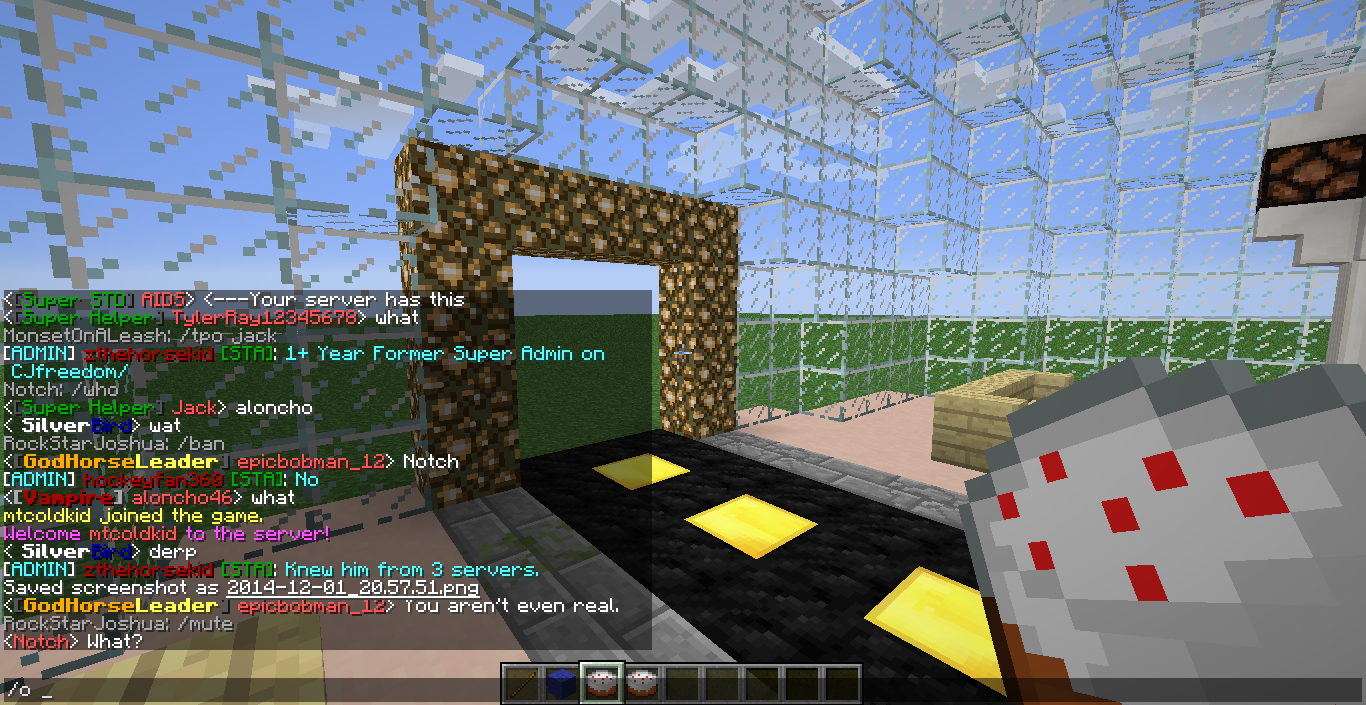 <[Super STD] AIDS> <---Your server has this
<[Super Helper] TylerRay12345678> what
MonsetOnALeash: /tpo jack
[ADMIN] zthehorsekid [STA]: 1+ Year Former Super Admin on
CJfreedom/
Notch: /who
<[Super Helper] Jack> aloncho
< SilverBird> wat
RockStarJoshua: /ban
<[GodHorseLeader] epicbobman_12> Notch
[ADMIN] hockeyfan360 [STA]: No
<[Vampire] aloncho46> what
mtcoldkid joined the game.
Welcome mtcoldkid to the server!
< SilverBird> derp
[ADMIN] zthehorsekid [STA]: Knew him from 3 servers.
Saved screenshot as 2014-12-01_20.57.51.png
<[GodHorseLeader] epicbobman_12> You aren't even real.
RockStarJoshua: /mute
<Notch> What?
/o _